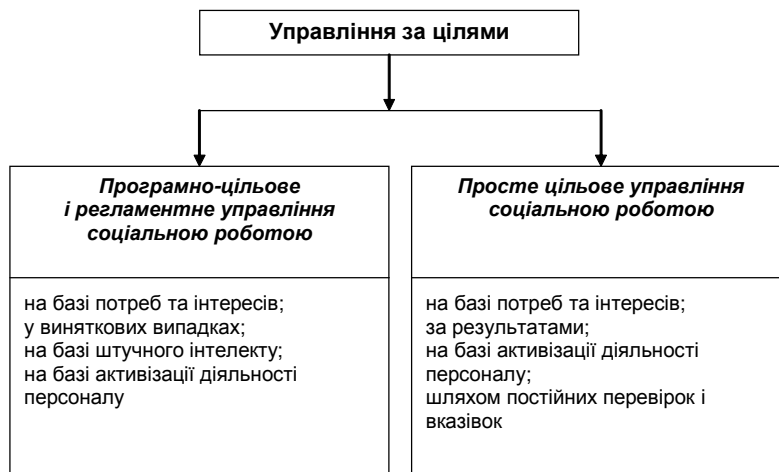 Управління за цілями
Програмно-цільове
і регламентне управління
соціальною роботою
на базі потреб та інтересів;
у виняткових випадках;
на базі штучного інтелекту;
на базі активізації діяльності
персоналу
Просте цільове управління
соціальною роботою
на базі потреб та інтересів;
за результатами;
на базі активізації діяльності
персоналу;
шляхом постійних перевірок і
вказівок